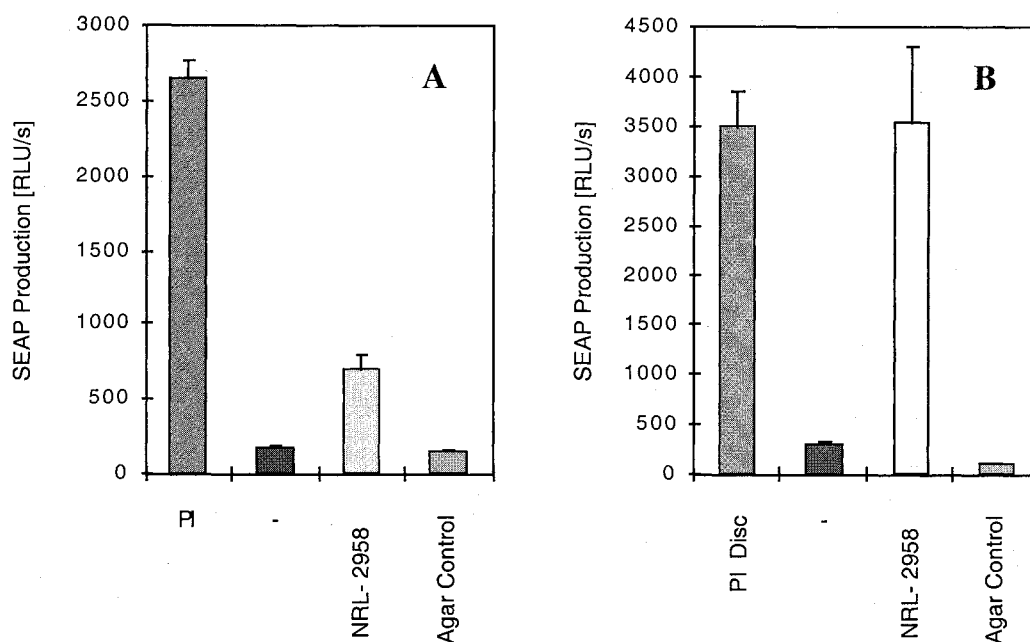 A
SEAP Production [RLU/s]
3000
2500
2000
1500
1000
500
0
PI
-
NRL-2958
Agar Control
B
SEAP Production [RLU/s]
4500
4000
3500
3000
2500
2000
1500
1000
500
0
PI Disc
-
NRL-2958
Agar Control